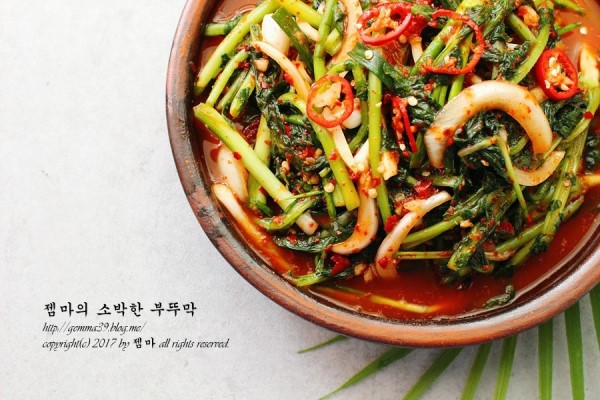 젬마의 소박한 부뚜막
http://gemma39.blog.me/
copyright(c) 2017 by 젬마 all rights reserved.